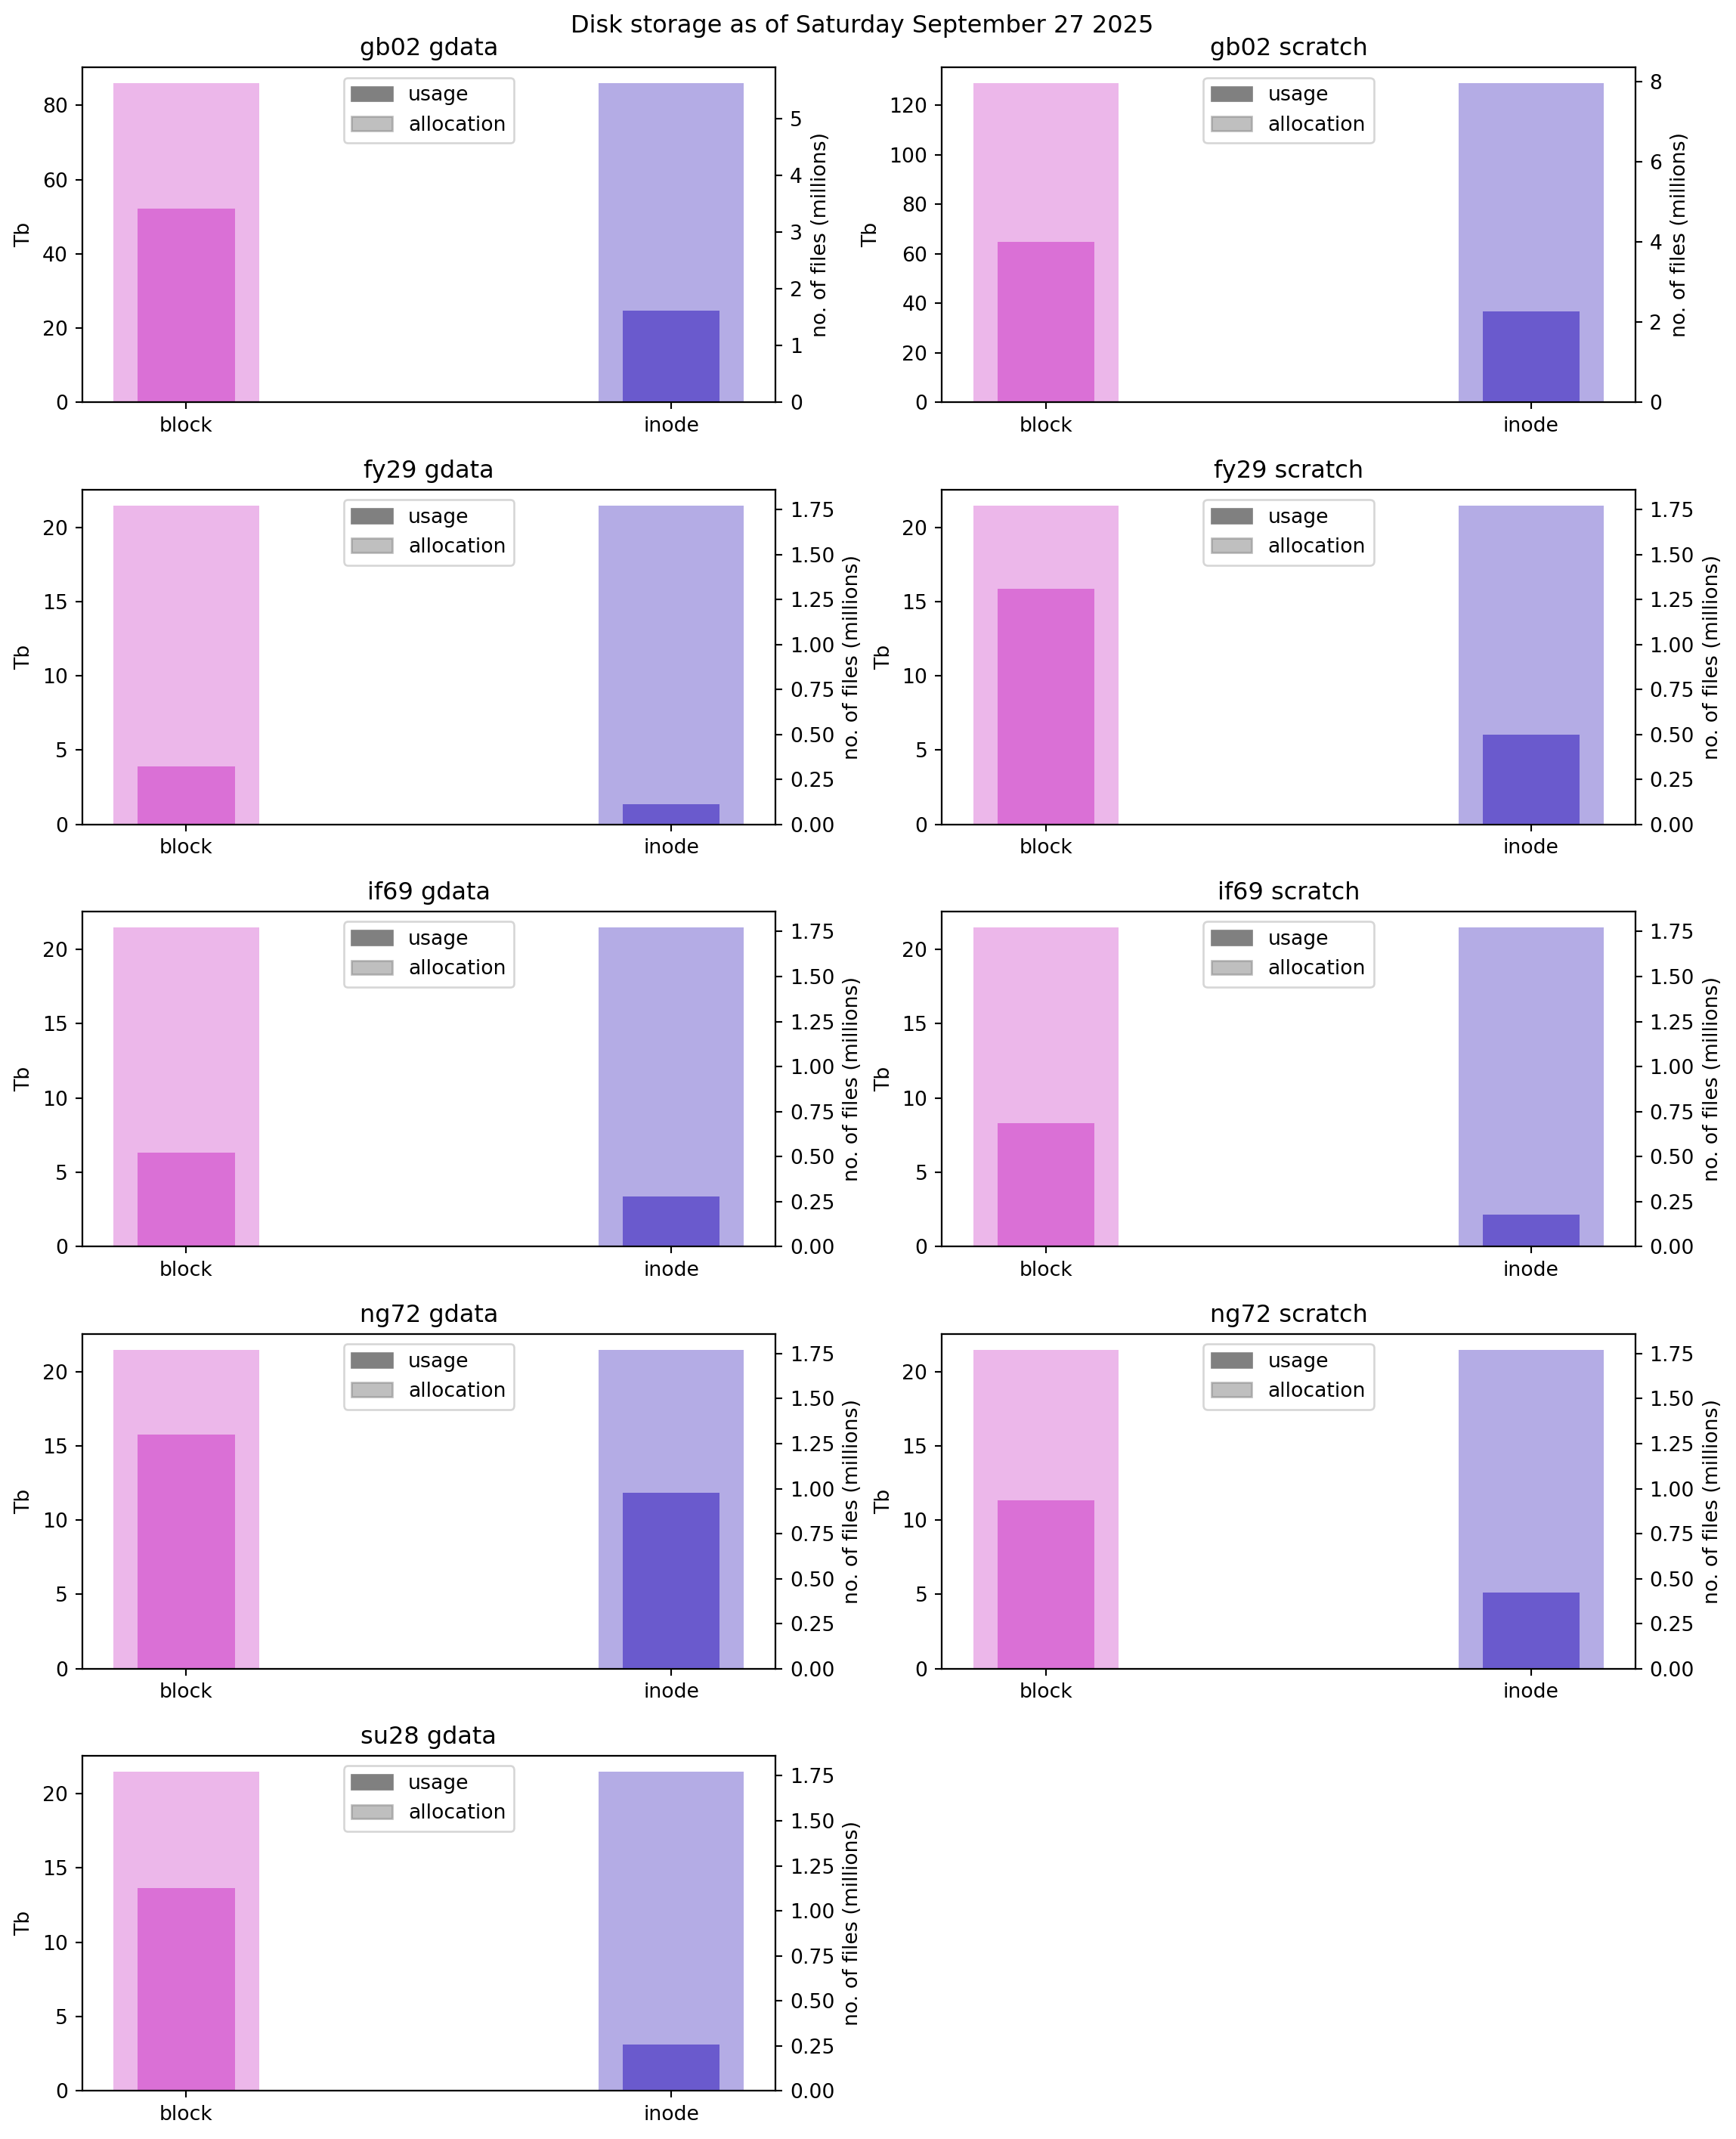 Disk storage as of Saturday September 27 2025
gb02 gdata
80
60
40
20
0
Tb
usage
allocation
5
4
3
2
1
0
no. of files (millions)
block
inode
gb02 scratch
120
100
80
60
40
20
0
Tb
usage
allocation
8
6
4
2
0
no. of files (millions)
block
inode
fy29 gdata
20
15
10
5
0
Tb
usage
allocation
1.75
1.50
1.25
1.00
0.75
0.50
0.25
0.00
no. of files (millions)
block
inode
fy29 scratch
20
15
10
5
0
Tb
usage
allocation
1.75
1.50
1.25
1.00
0.75
0.50
0.25
0.00
no. of files (millions)
block
inode
if69 gdata
20
15
10
5
0
Tb
usage
allocation
1.75
1.50
1.25
1.00
0.75
0.50
0.25
0.00
no. of files (millions)
block
inode
if69 scratch
20
15
10
5
0
Tb
usage
allocation
1.75
1.50
1.25
1.00
0.75
0.50
0.25
0.00
no. of files (millions)
block
inode
ng72 gdata
20
15
10
5
0
Tb
usage
allocation
1.75
1.50
1.25
1.00
0.75
0.50
0.25
0.00
no. of files (millions)
block
inode
ng72 scratch
20
15
10
5
0
Tb
usage
allocation
1.75
1.50
1.25
1.00
0.75
0.50
0.25
0.00
no. of files (millions)
block
inode
su28 gdata
20
15
10
5
0
Tb
usage
allocation
1.75
1.50
1.25
1.00
0.75
0.50
0.25
0.00
no. of files (millions)
block
inode